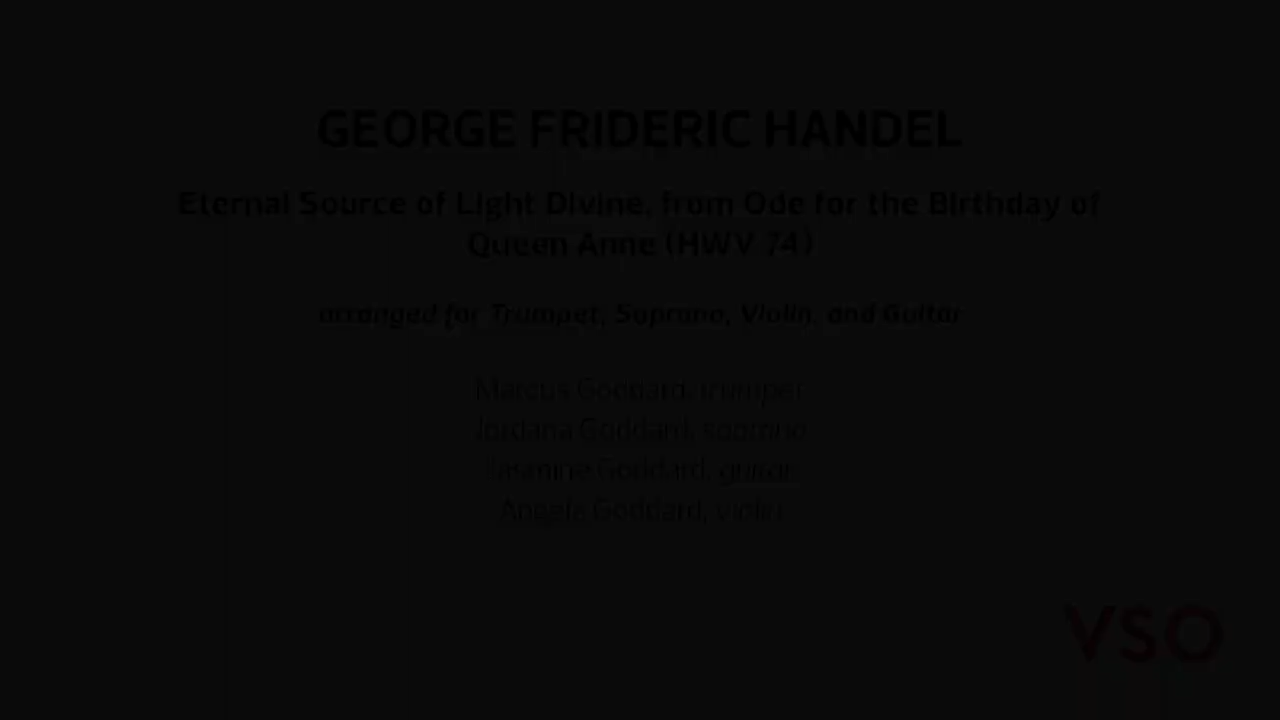 GEORGE FRIDERIC HANDEL
Eternal Source of Light Divine, from Ode for the Birthday of
Queen Anne (HWV 74)
arranged for Trumpet, Soprano, Violin, and Guitar
Marcus Goddard, trumpet
Jordana Goddard, soprano
Jasmine Goddard, guitar
Angela Goddard, violin
VSO